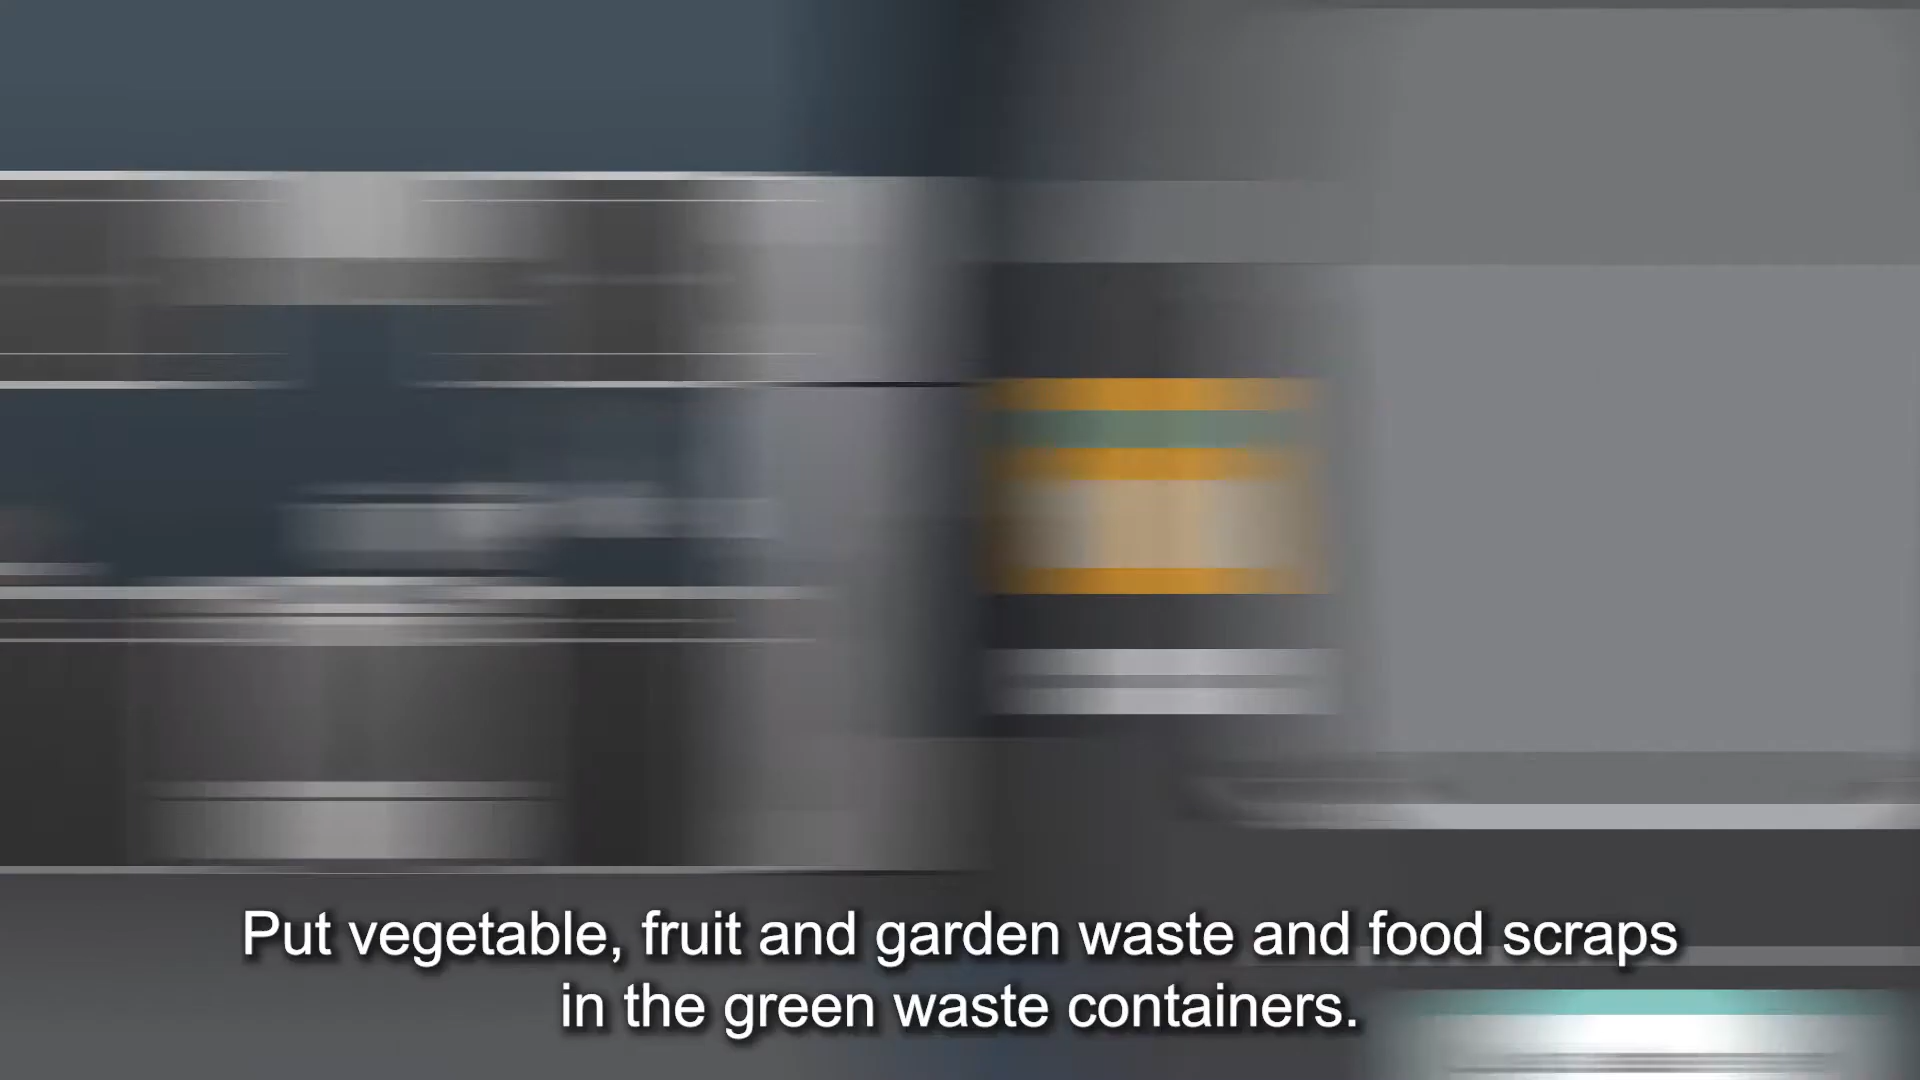 Put vegetable, fruit and garden waste and food scraps
in the green waste containers.